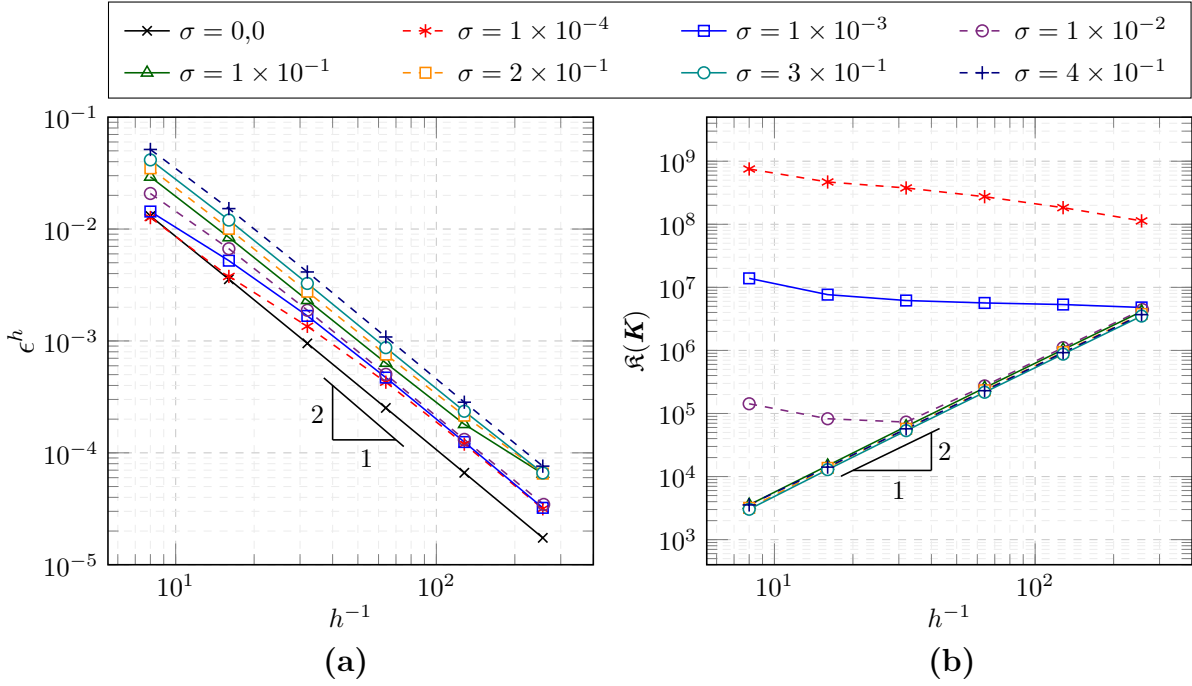 σ = 0,0
σ = 1 × 10⁻⁴
σ = 1 × 10⁻³
σ = 1 × 10⁻²
σ = 1 × 10⁻¹
σ = 2 × 10⁻¹
σ = 3 × 10⁻¹
σ = 4 × 10⁻¹
10⁻¹
10⁻²
10⁻³
10⁻⁴
10⁻⁵
ϵʰ
2
1
10¹
10²
h⁻¹
(a)
10⁹
10⁸
10⁷
10⁶
10⁵
10⁴
10³
𝔎(𝑲)
2
1
10¹
10²
h⁻¹
(b)